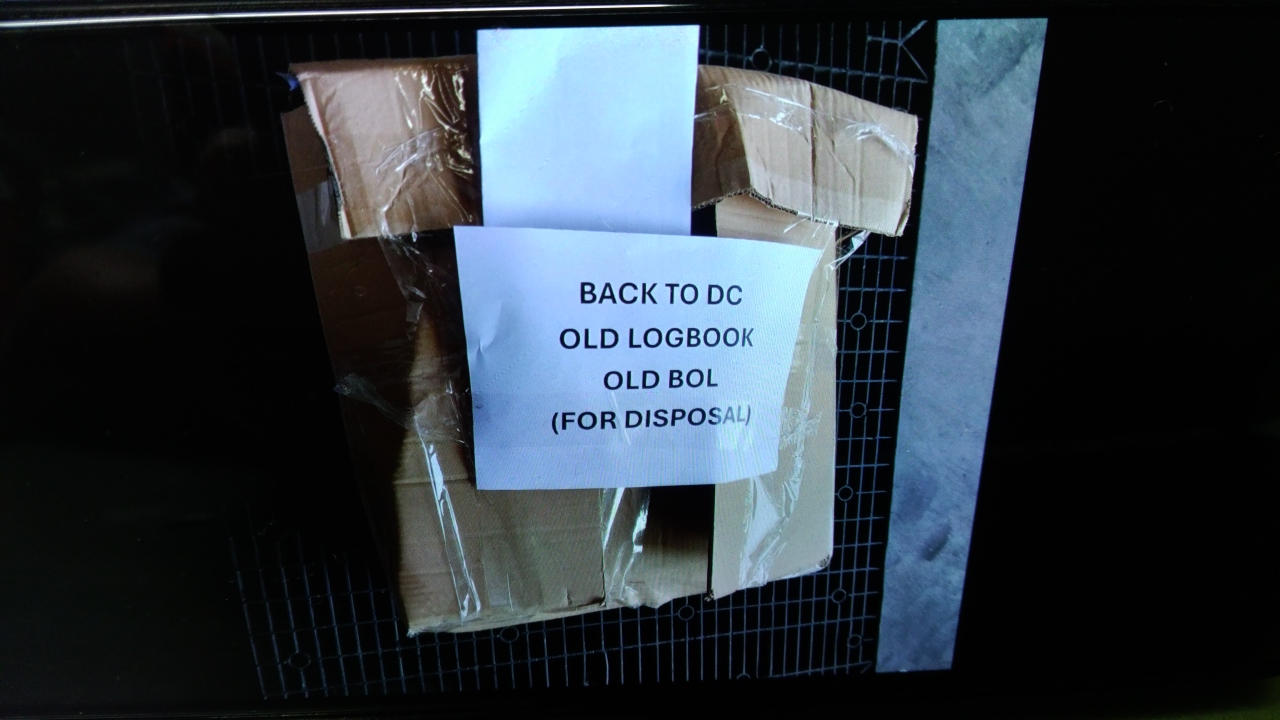 BACK TO DC
OLD LOGBOOK
OLD BOL
(FOR DISPOSAL)